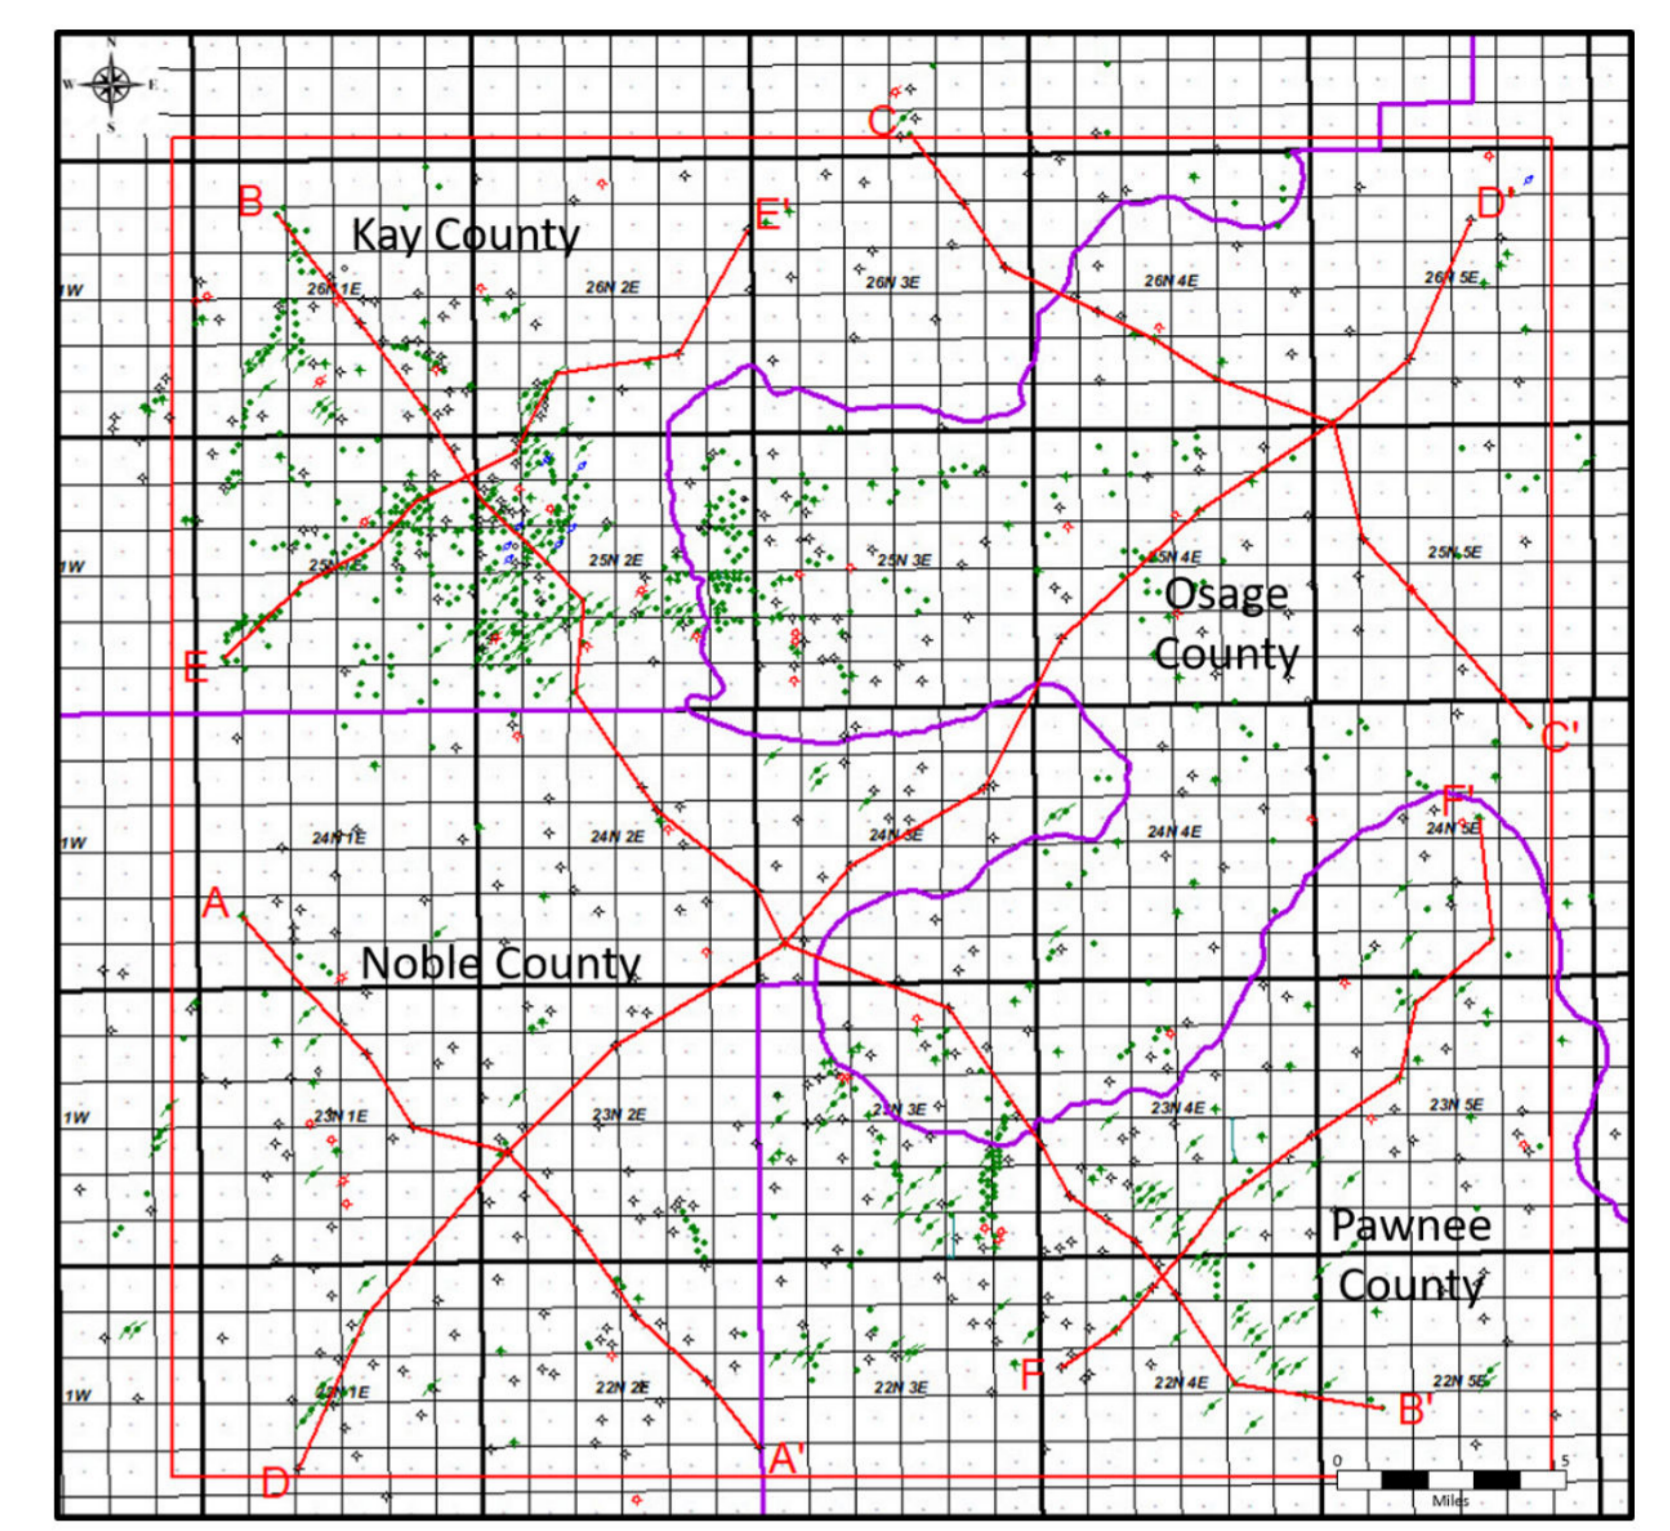 N
W E
S
C
B
E'
D'
Kay County
1W
26N 1E
26N 2E
26N 3E
26N 4E
26N 5E
1W
25N 2E
25N 3E
25N 4E
25N 5E
Osage
County
E
C'
F'
1W
24N 1E
24N 2E
24N 3E
24N 4E
24N 5E
A
Noble County
1W
23N 1E
23N 2E
23N 3E
23N 4E
23N 5E
Pawnee
County
F
1W
22N 1E
22N 2E
22N 3E
22N 4E
22N 5E
B'
A'
D
0 5
Miles